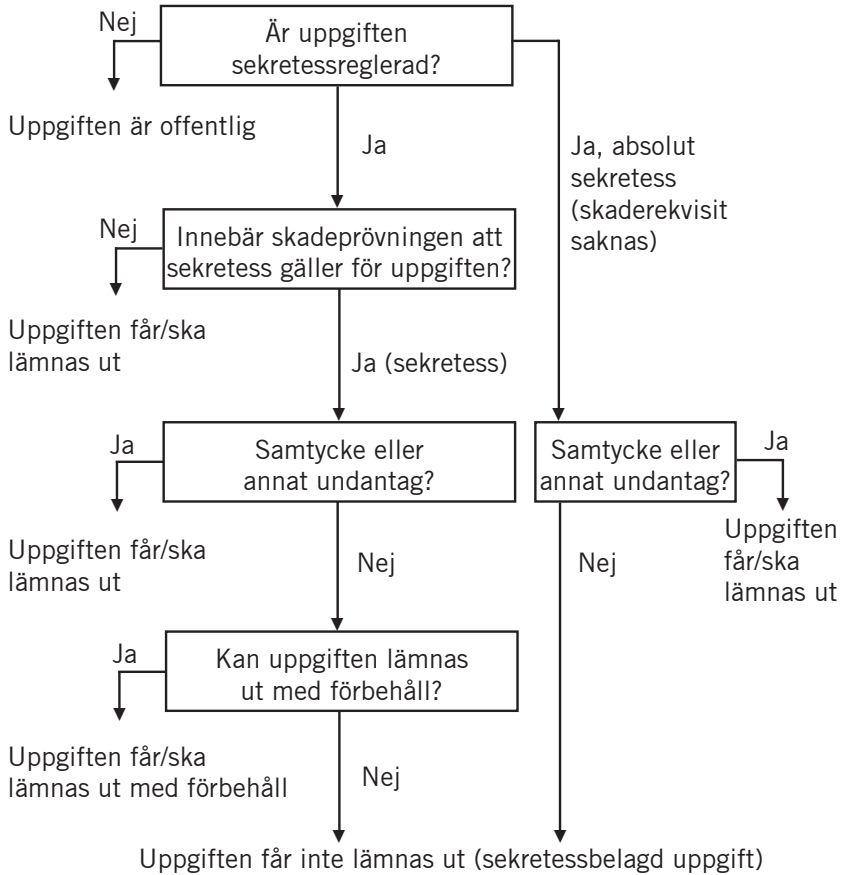 Nej
Är uppgiften
sekretessreglerad?
Uppgiften är offentlig
Ja
Ja, absolut
sekretess
(skaderekvisit
saknas)
Nej
Innebär skadeprövningen att
sekretess gäller för uppgiften?
Uppgiften får/ska
lämnas ut
Ja (sekretess)
Ja
Samtycke eller
annat undantag?
Samtycke eller
annat undantag?
Ja
Uppgiften får/ska
lämnas ut
Nej
Nej
Uppgiften
får/ska
lämnas ut
Ja
Kan uppgiften lämnas
ut med förbehåll?
Uppgiften får/ska
lämnas ut med förbehåll
Nej
Uppgiften får inte lämnas ut (sekretessbelagd uppgift)